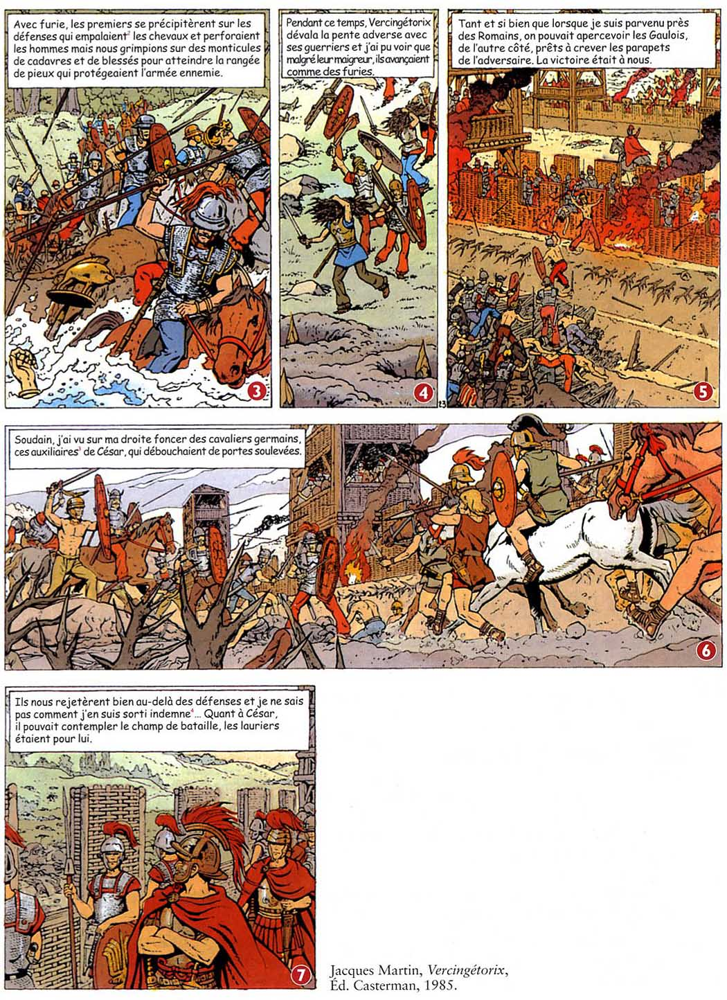 Avec furie, les premiers se précipitèrent sur les
défenses qui empalaient² les chevaux et perforaient
les hommes mais nous grimpions sur des monticules
de cadavres et de blessés pour atteindre la rangée
de pieux qui protégeaient l'armée ennemie.
3
Pendant ce temps, Vercingétorix
dévala la pente adverse avec
ses guerriers et j'ai pu voir que
malgré leur maigreur, ils avançaient
comme des furies.
4
23
Tant et si bien que lorsque je suis parvenu près
des Romains, on pouvait apercevoir les Gaulois,
de l'autre côté, prêts à crever les parapets
de l'adversaire. La victoire était à nous.
5
Soudain, j'ai vu sur ma droite foncer des cavaliers germains,
ces auxiliaires³ de César, qui débouchaient de portes soulevées.
6
Ils nous rejetèrent bien au-delà des défenses et je ne sais
pas comment j'en suis sorti indemne⁴... Quant à César,
il pouvait contempler le champ de bataille, les lauriers
étaient pour lui.
7
Jacques Martin, Vercingétorix,
Éd. Casterman, 1985.